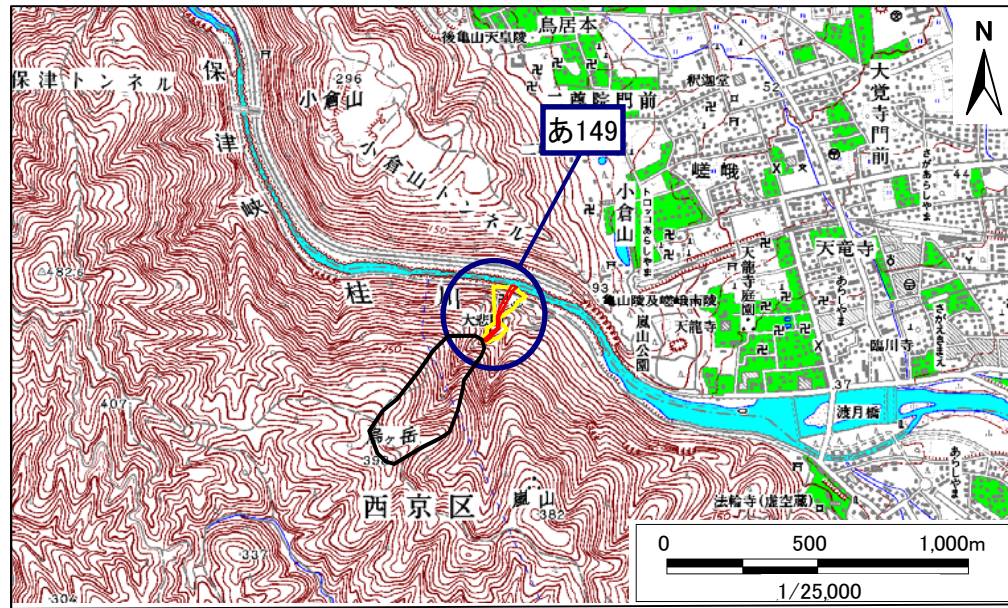 鳥居本
後亀山天皇陵
N
保津トンネル
296
小倉山
釈迦堂
52
大覚寺門前
二尊院門前
あ149
保津峡
小倉山トンネル
嵯峨
さがあらしやま
44
小倉山
トロッコあらしやま
150
天竜寺
482.6
93
亀山陵及嵯峨南陵
天龍寺庭園
あらしやま
桂川
大悲
嵐山公園
天龍寺
臨川寺
さがえきまえ
250
37
407
渡月橋
烏ヶ岳
西京区
嵐山
382
法輪寺(虚空蔵)
あらしやま
150
337
304
0 500 1,000m
1/25,000